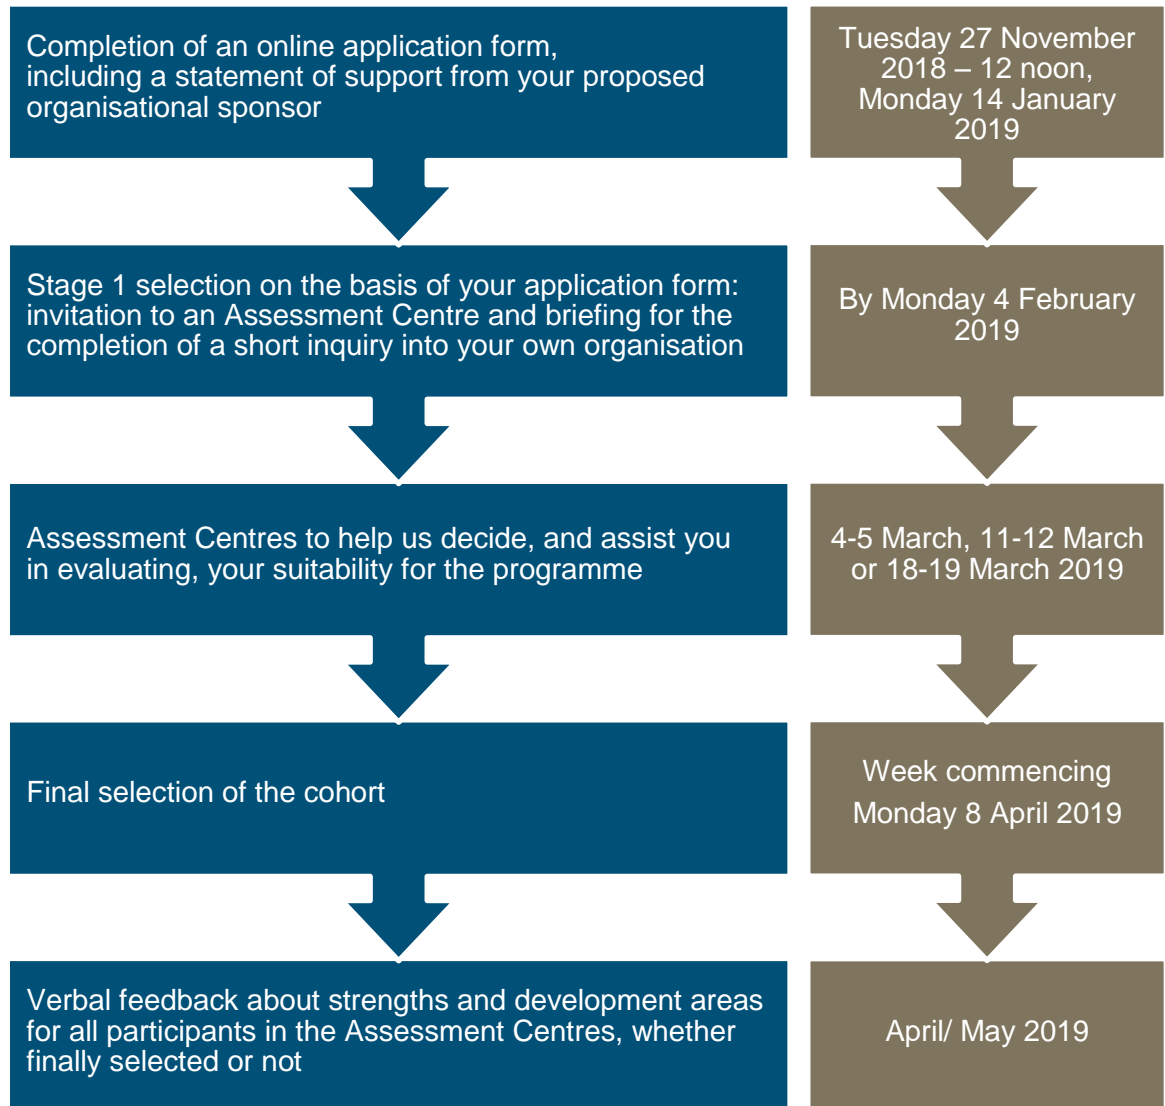 Completion of an online application form,
including a statement of support from your proposed
organisational sponsor
Tuesday 27 November
2018 – 12 noon,
Monday 14 January
2019
Stage 1 selection on the basis of your application form:
invitation to an Assessment Centre and briefing for the
completion of a short inquiry into your own organisation
By Monday 4 February
2019
Assessment Centres to help us decide, and assist you
in evaluating, your suitability for the programme
4-5 March, 11-12 March
or 18-19 March 2019
Final selection of the cohort
Week commencing
Monday 8 April 2019
Verbal feedback about strengths and development areas
for all participants in the Assessment Centres, whether
finally selected or not
April/ May 2019